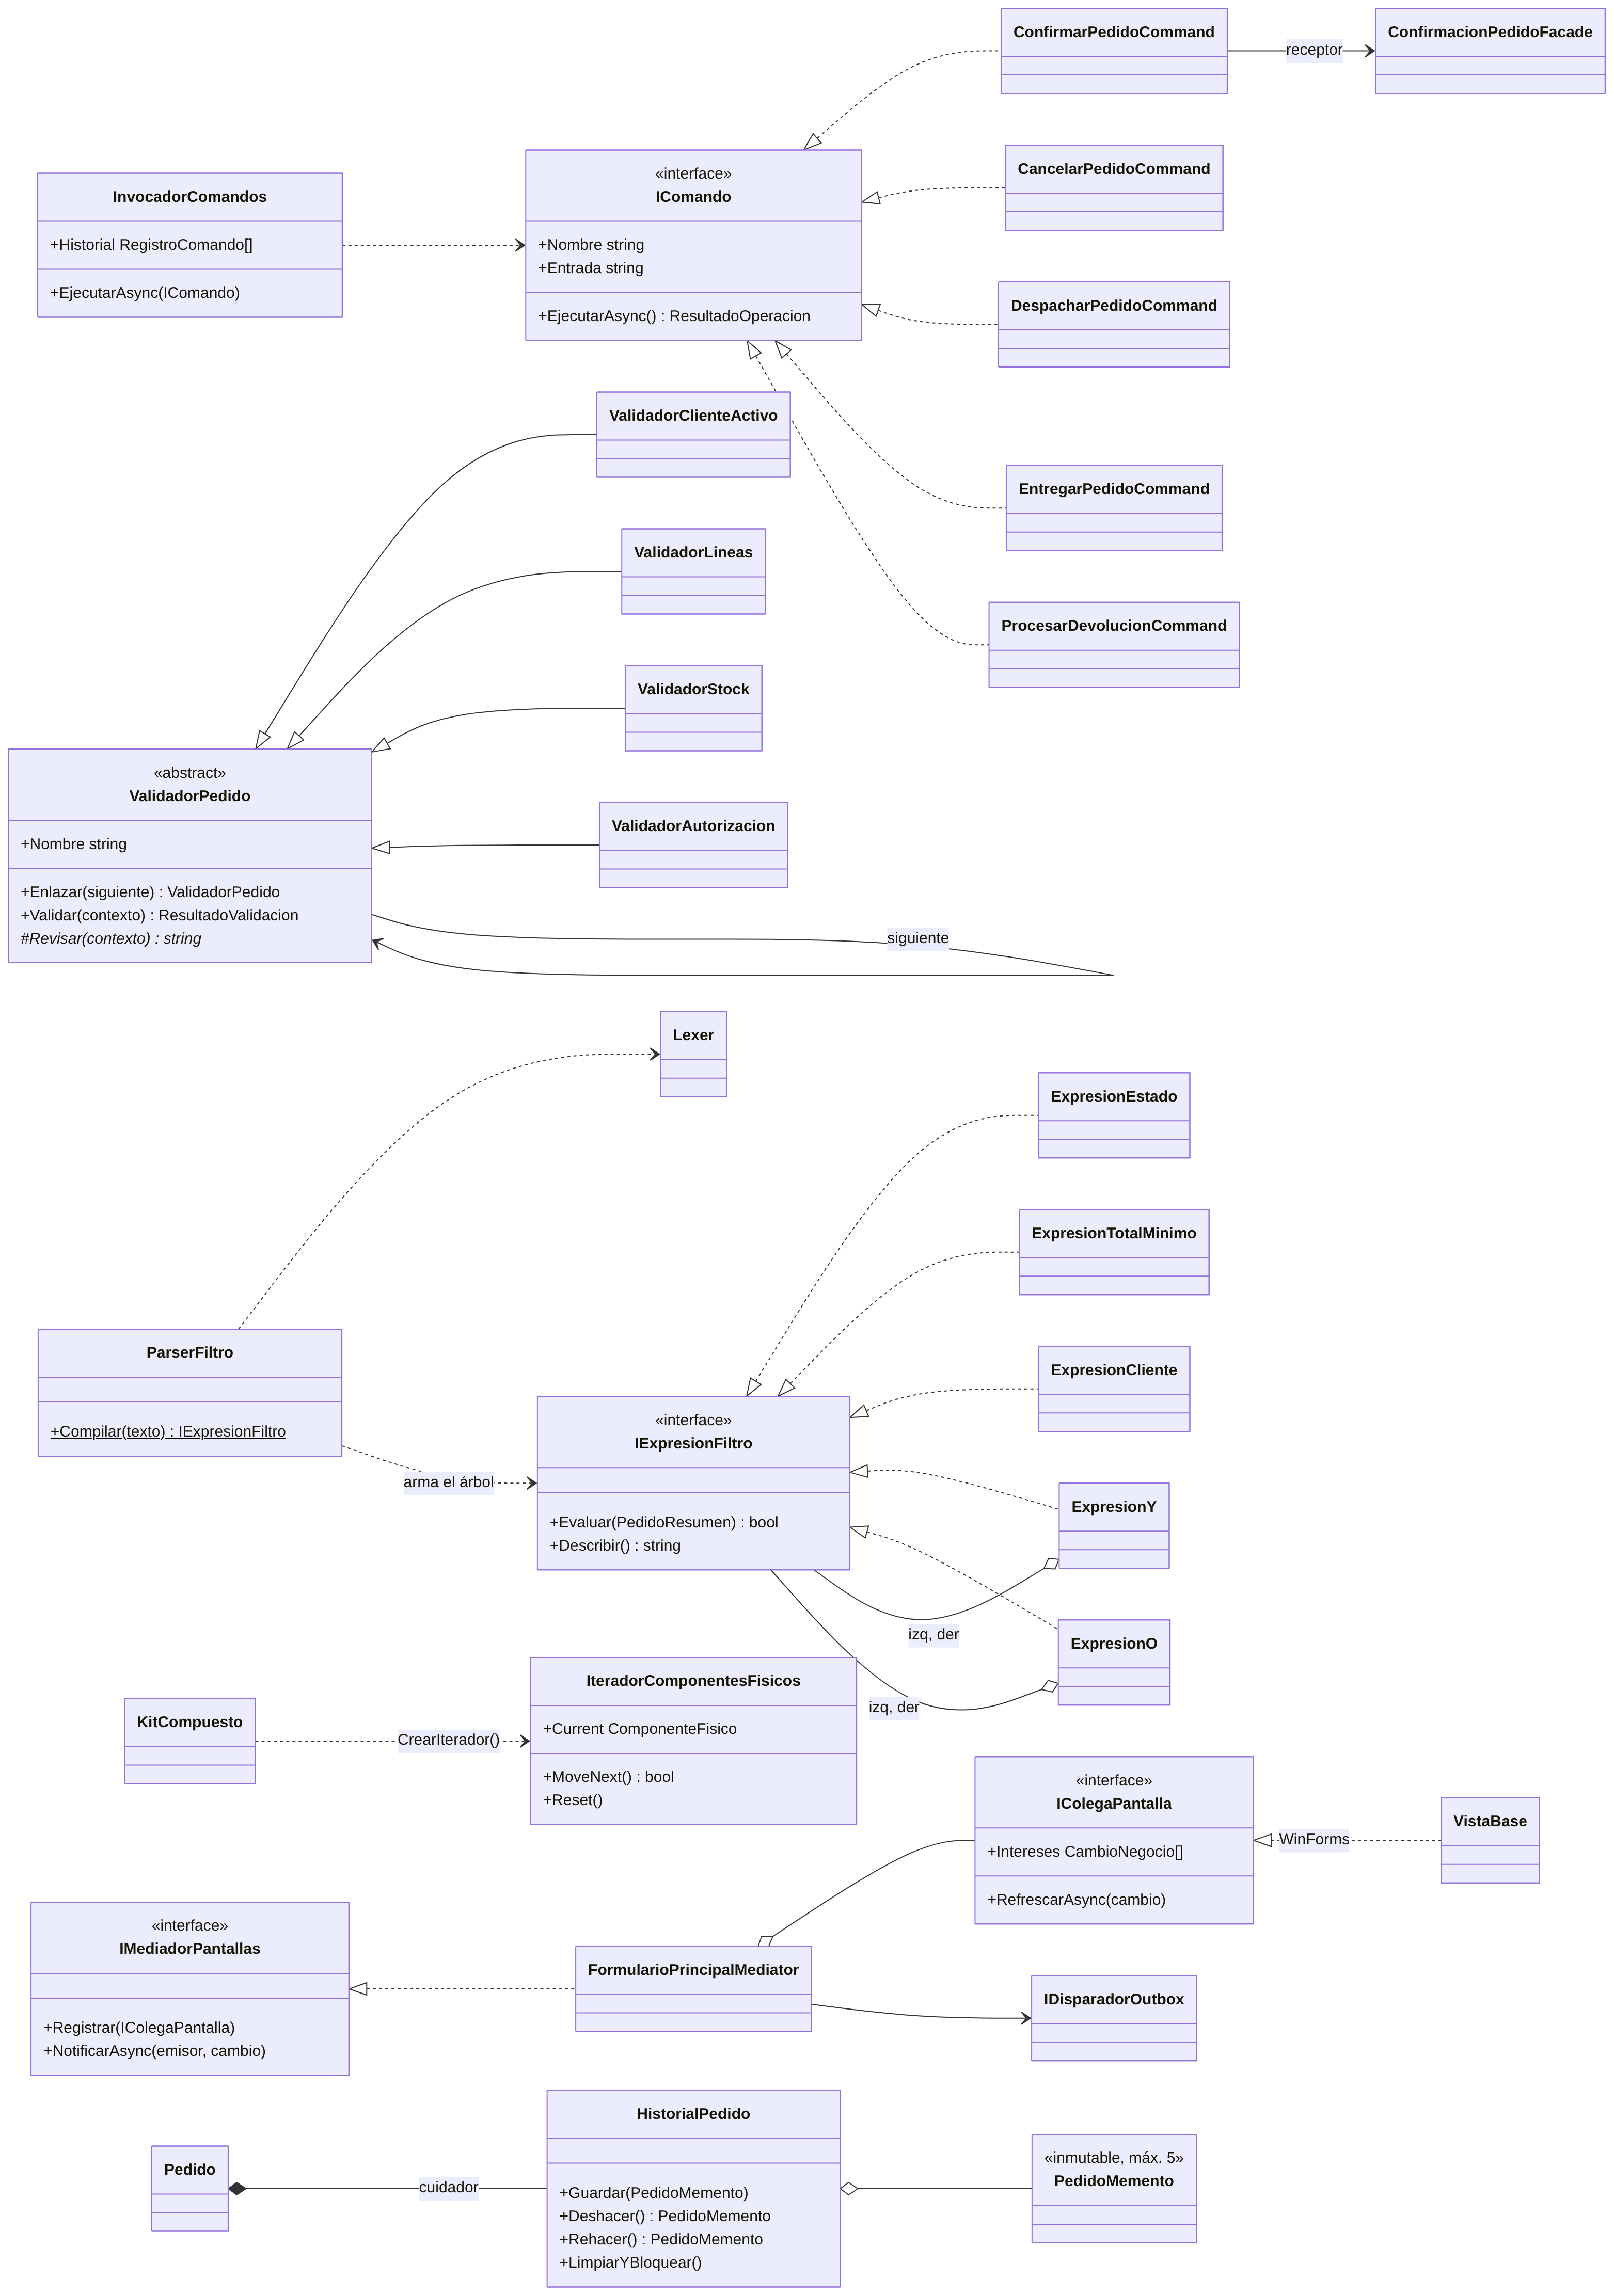 ConfirmarPedidoCommand
receptor
ConfirmacionPedidoFacade
InvocadorComandos
+Historial RegistroComando[]
+EjecutarAsync(IComando)
«interface»
IComando
+Nombre string
+Entrada string
+EjecutarAsync() : ResultadoOperacion
CancelarPedidoCommand
DespacharPedidoCommand
ValidadorClienteActivo
EntregarPedidoCommand
ValidadorLineas
ProcesarDevolucionCommand
ValidadorStock
«abstract»
ValidadorPedido
+Nombre string
+Enlazar(siguiente) : ValidadorPedido
+Validar(contexto) : ResultadoValidacion
#Revisar(contexto) : string
ValidadorAutorizacion
siguiente
Lexer
ExpresionEstado
ExpresionTotalMinimo
ParserFiltro
+Compilar(texto) : IExpresionFiltro
arma el árbol
«interface»
IExpresionFiltro
+Evaluar(PedidoResumen) : bool
+Describir() : string
ExpresionCliente
ExpresionY
izq, der
ExpresionO
izq, der
KitCompuesto
CrearIterador()
IteradorComponentesFisicos
+Current ComponenteFisico
+MoveNext() : bool
+Reset()
«interface»
IColegaPantalla
+Intereses CambioNegocio[]
+RefrescarAsync(cambio)
WinForms
VistaBase
«interface»
IMediadorPantallas
+Registrar(IColegaPantalla)
+NotificarAsync(emisor, cambio)
FormularioPrincipalMediator
IDisparadorOutbox
Pedido
cuidador
HistorialPedido
+Guardar(PedidoMemento)
+Deshacer() : PedidoMemento
+Rehacer() : PedidoMemento
+LimpiarYBloquear()
«inmutable, máx. 5»
PedidoMemento